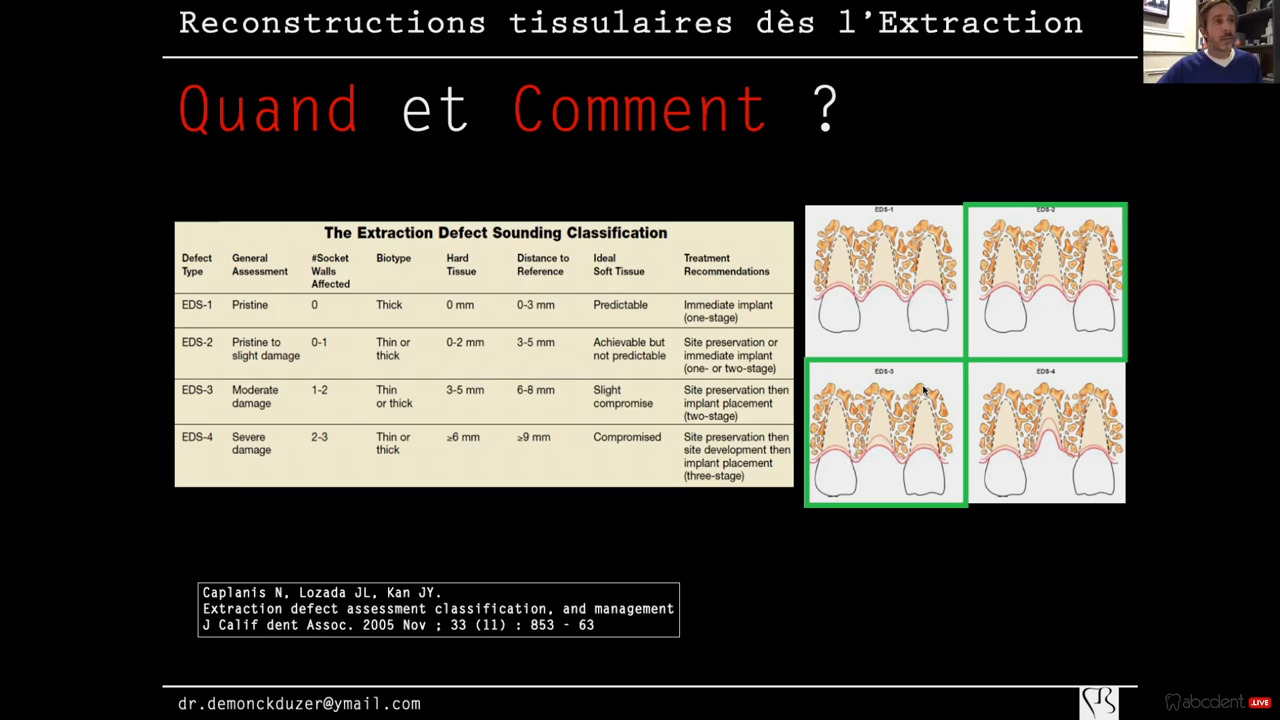 Reconstructions tissulaires dès l'Extraction
Quand et Comment ?
The Extraction Defect Sounding Classification
Defect Type General Assessment #Socket Walls Affected Biotype Hard Tissue Distance to Reference Ideal Soft Tissue Treatment Recommendations
EDS-1 Pristine 0 Thick 0 mm 0-3 mm Predictable Immediate implant (one-stage)
EDS-2 Pristine to slight damage 0-1 Thin or thick 0-2 mm 3-5 mm Achievable but not predictable Site preservation or immediate implant (one- or two-stage)
EDS-3 Moderate damage 1-2 Thin or thick 3-5 mm 6-8 mm Slight compromise Site preservation then implant placement (two-stage)
EDS-4 Severe damage 2-3 Thin or thick ≥6 mm ≥9 mm Compromised Site preservation then site development then implant placement (three-stage)
EDS-1
EDS-2
EDS-3
EDS-4
Caplanis N, Lozada JL, Kan JY.
Extraction defect assessment classification, and management
J Calif dent Assoc. 2005 Nov ; 33 (11) : 853 - 63
dr.demonckduzer@ymail.com
abcdent LIVE